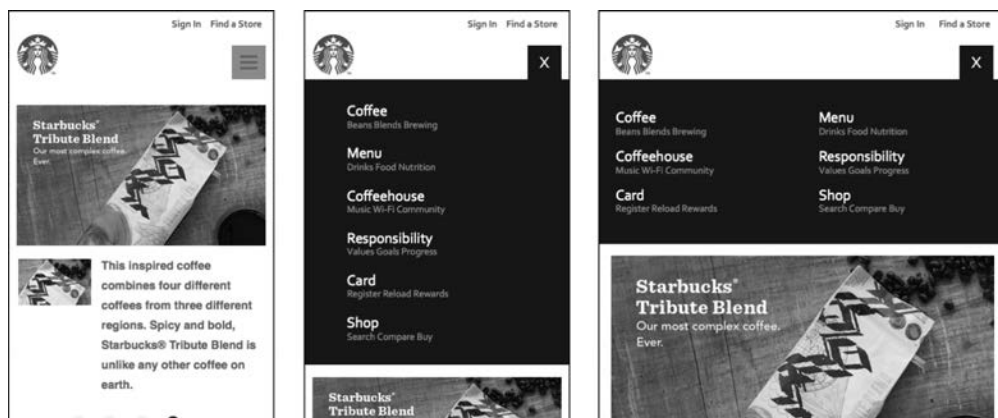 Sign In Find a Store
Starbucks®
Tribute Blend
Our most complex coffee.
Ever.
This inspired coffee
combines four different
coffees from three different
regions. Spicy and bold,
Starbucks® Tribute Blend is
unlike any other coffee on
earth.
Sign In Find a Store
X
Coffee
Beans Blends Brewing
Menu
Drinks Food Nutrition
Coffeehouse
Music Wi-Fi Community
Responsibility
Values Goals Progress
Card
Register Reload Rewards
Shop
Search Compare Buy
Starbucks®
Tribute Blend
Sign In Find a Store
X
Coffee
Beans Blends Brewing
Menu
Drinks Food Nutrition
Coffeehouse
Music Wi-Fi Community
Responsibility
Values Goals Progress
Card
Register Reload Rewards
Shop
Search Compare Buy
Starbucks®
Tribute Blend
Our most complex coffee.
Ever.